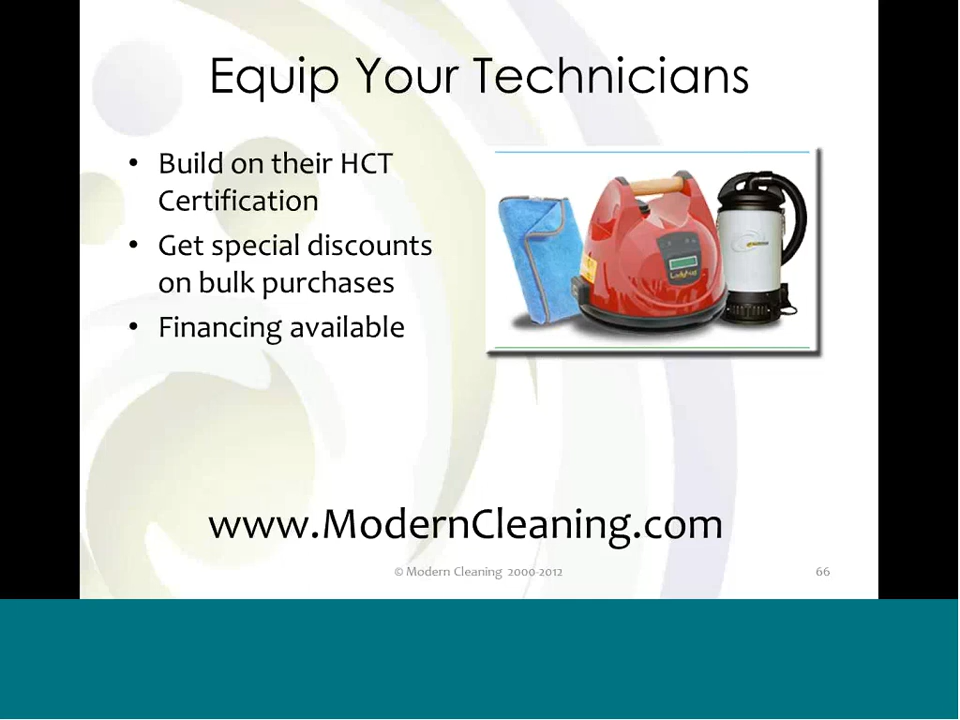 Equip Your Technicians
• Build on their HCT
Certification
• Get special discounts
on bulk purchases
• Financing available
Ladybug
www.ModernCleaning.com
© Modern Cleaning 2000-2012
66